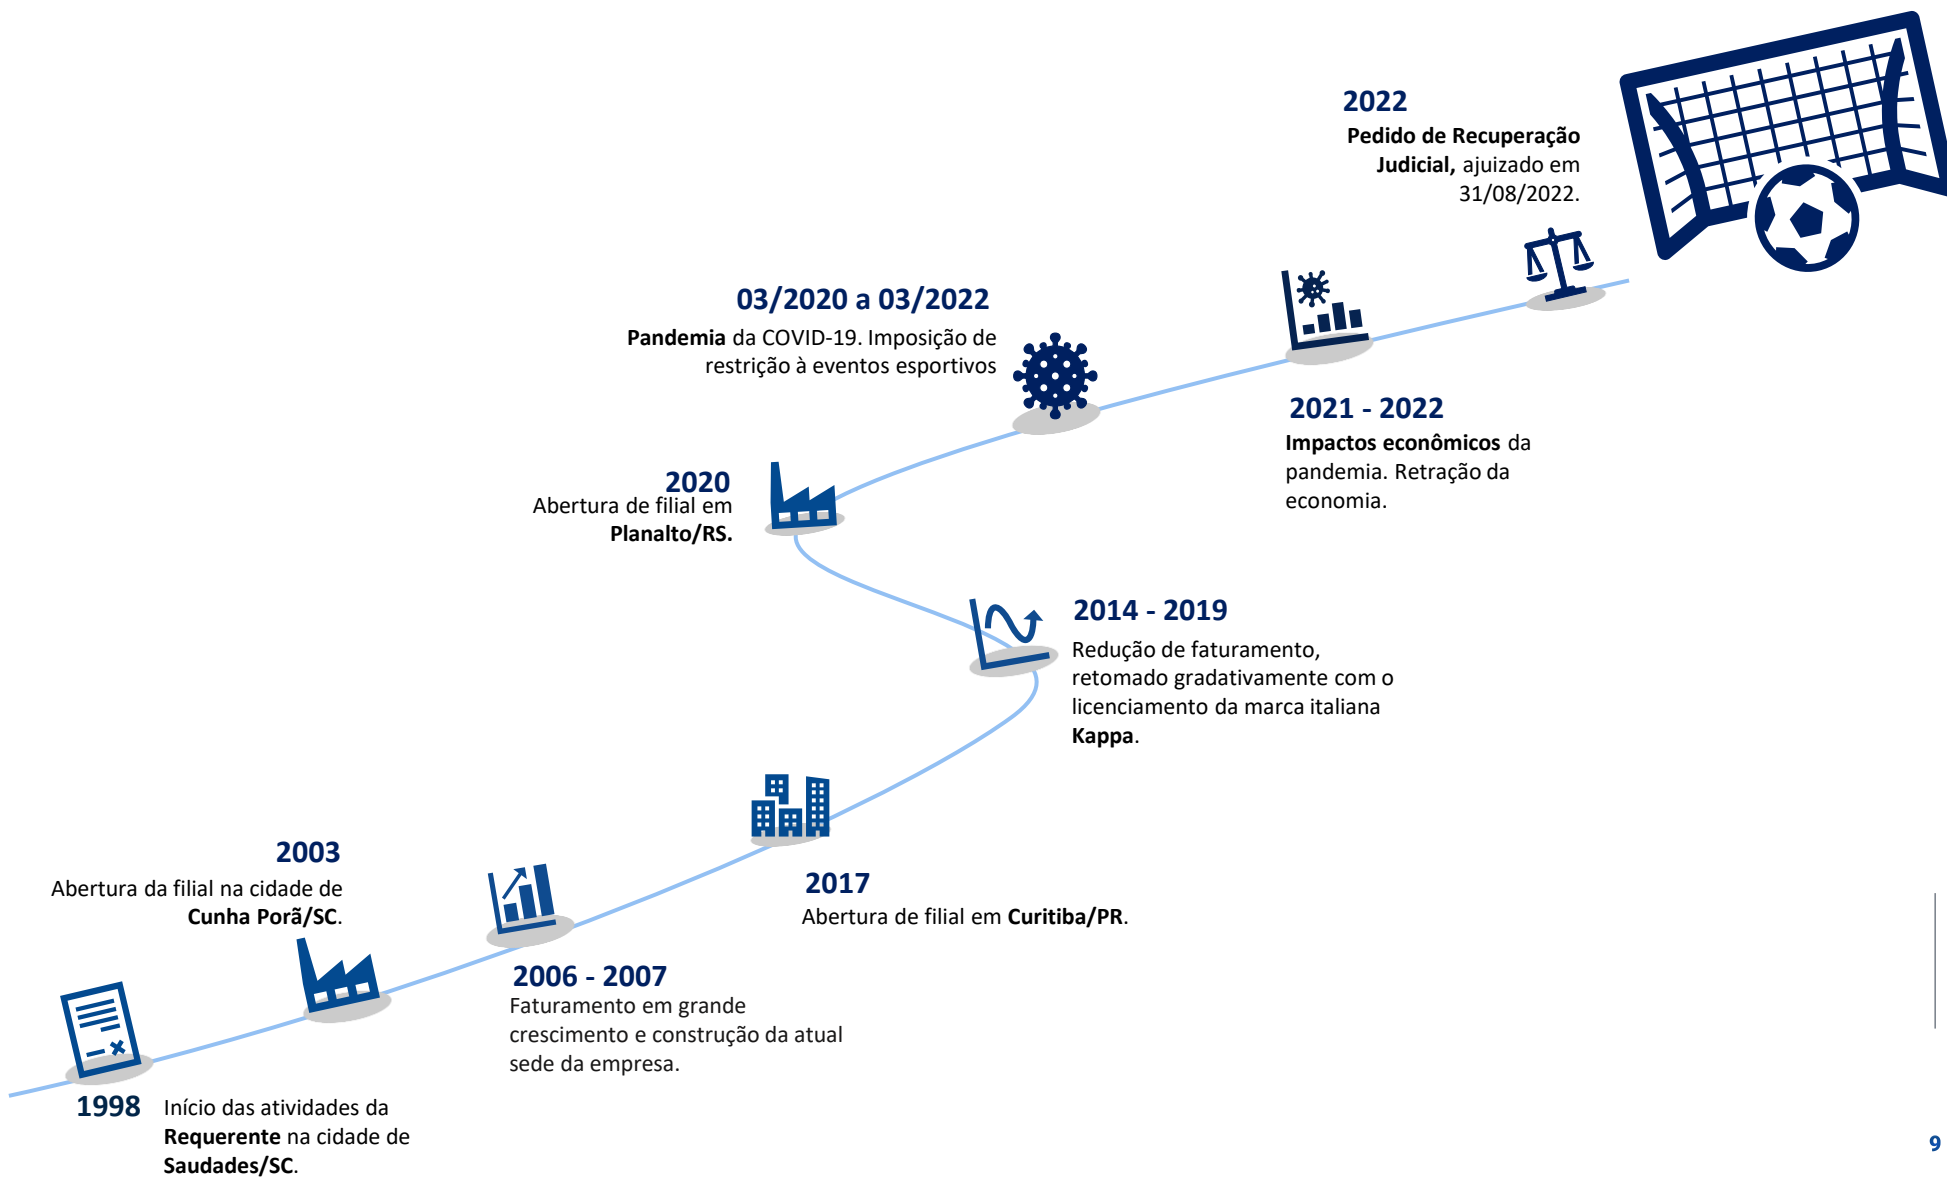 2022
Pedido de Recuperação
Judicial, ajuizado em
31/08/2022.
03/2020 a 03/2022
Pandemia da COVID-19. Imposição de
restrição à eventos esportivos
2021 - 2022
Impactos econômicos da
pandemia. Retração da
economia.
2020
Abertura de filial em
Planalto/RS.
2014 - 2019
Redução de faturamento,
retomado gradativamente com o
licenciamento da marca italiana
Kappa.
2017
Abertura de filial em Curitiba/PR.
2003
Abertura da filial na cidade de
Cunha Porã/SC.
2006 - 2007
Faturamento em grande
crescimento e construção da atual
sede da empresa.
1998
Início das atividades da
Requerente na cidade de
Saudades/SC.
9